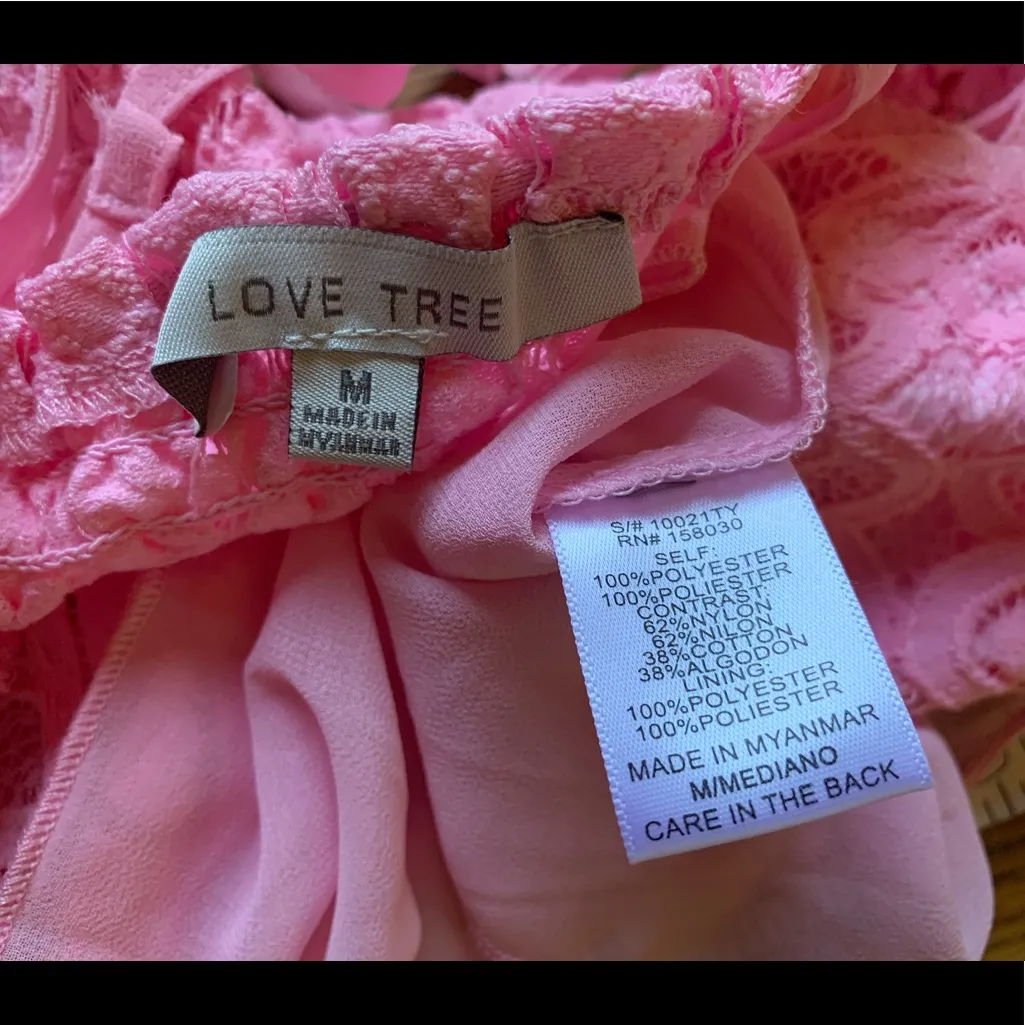 LOVE TREE
M
MADE IN
MYANMAR
S/# 10021TY
RN# 158030
SELF:
100%POLYESTER
100%POLIESTER
CONTRAST:
62%NYLON
62%NILON
38%COTTON
38%ALGODON
LINING:
100%POLYESTER
100%POLIESTER
MADE IN MYANMAR
M/MEDIANO
CARE IN THE BACK